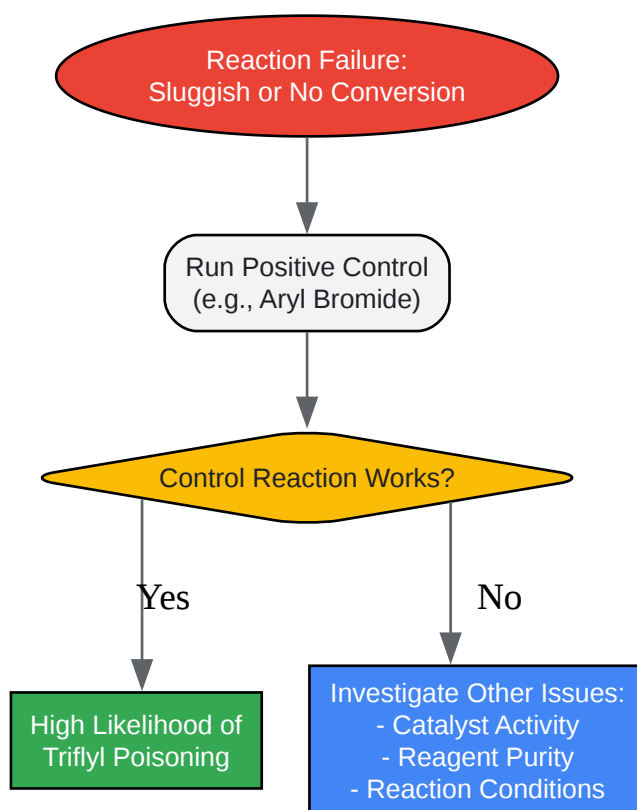 Reaction Failure:
Sluggish or No Conversion
Run Positive Control
(e.g., Aryl Bromide)
Control Reaction Works?
Yes
No
High Likelihood of
Triflyl Poisoning
Investigate Other Issues:
- Catalyst Activity
- Reagent Purity
- Reaction Conditions